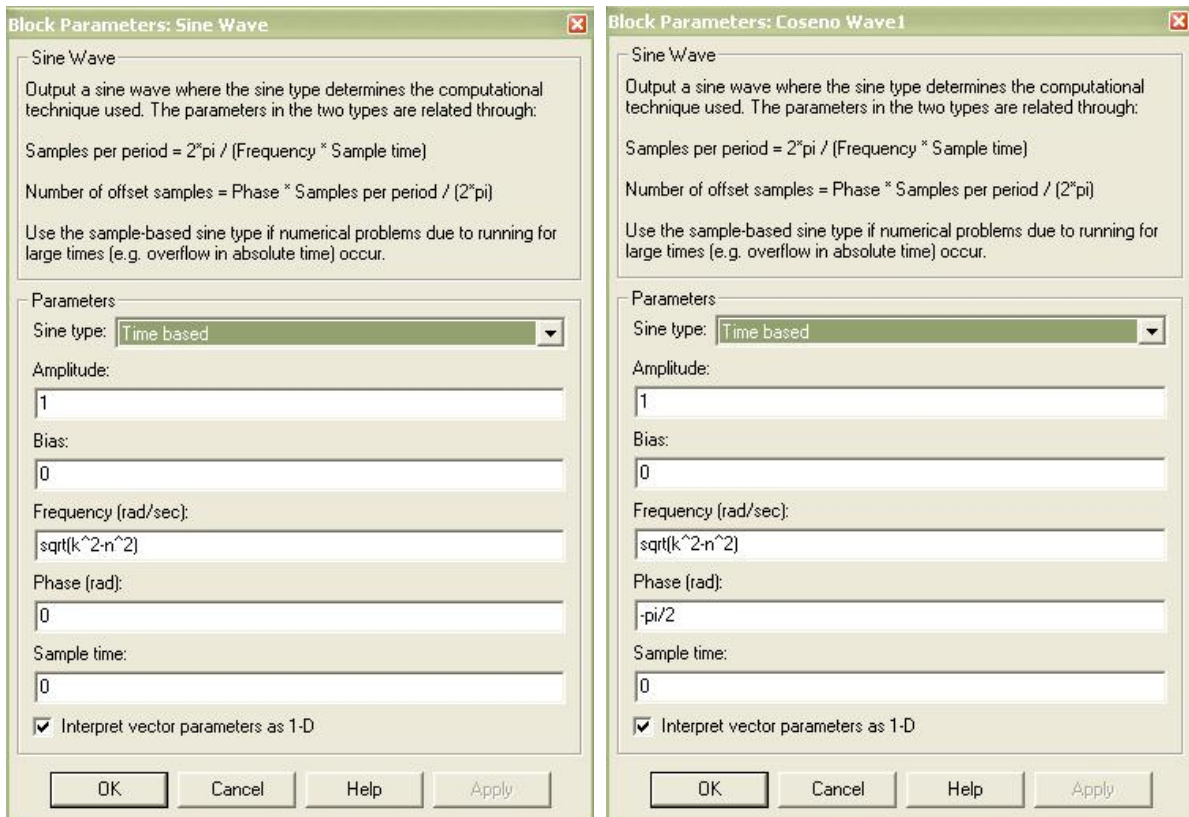 Block Parameters: Sine Wave
Sine Wave
Output a sine wave where the sine type determines the computational
technique used. The parameters in the two types are related through:
Samples per period = 2*pi / (Frequency * Sample time)
Number of offset samples = Phase * Samples per period / (2*pi)
Use the sample-based sine type if numerical problems due to running for
large times (e.g. overflow in absolute time) occur.
Parameters
Sine type: Time based
Amplitude:
1
Bias:
0
Frequency (rad/sec):
sqrt(k^2-n^2)
Phase (rad):
0
Sample time:
0
Interpret vector parameters as 1-D
OK Cancel Help Apply
Block Parameters: Coseno Wave1
Sine Wave
Output a sine wave where the sine type determines the computational
technique used. The parameters in the two types are related through:
Samples per period = 2*pi / (Frequency * Sample time)
Number of offset samples = Phase * Samples per period / (2*pi)
Use the sample-based sine type if numerical problems due to running for
large times (e.g. overflow in absolute time) occur.
Parameters
Sine type: Time based
Amplitude:
1
Bias:
0
Frequency (rad/sec):
sqrt(k^2-n^2)
Phase (rad):
-pi/2
Sample time:
0
Interpret vector parameters as 1-D
OK Cancel Help Apply